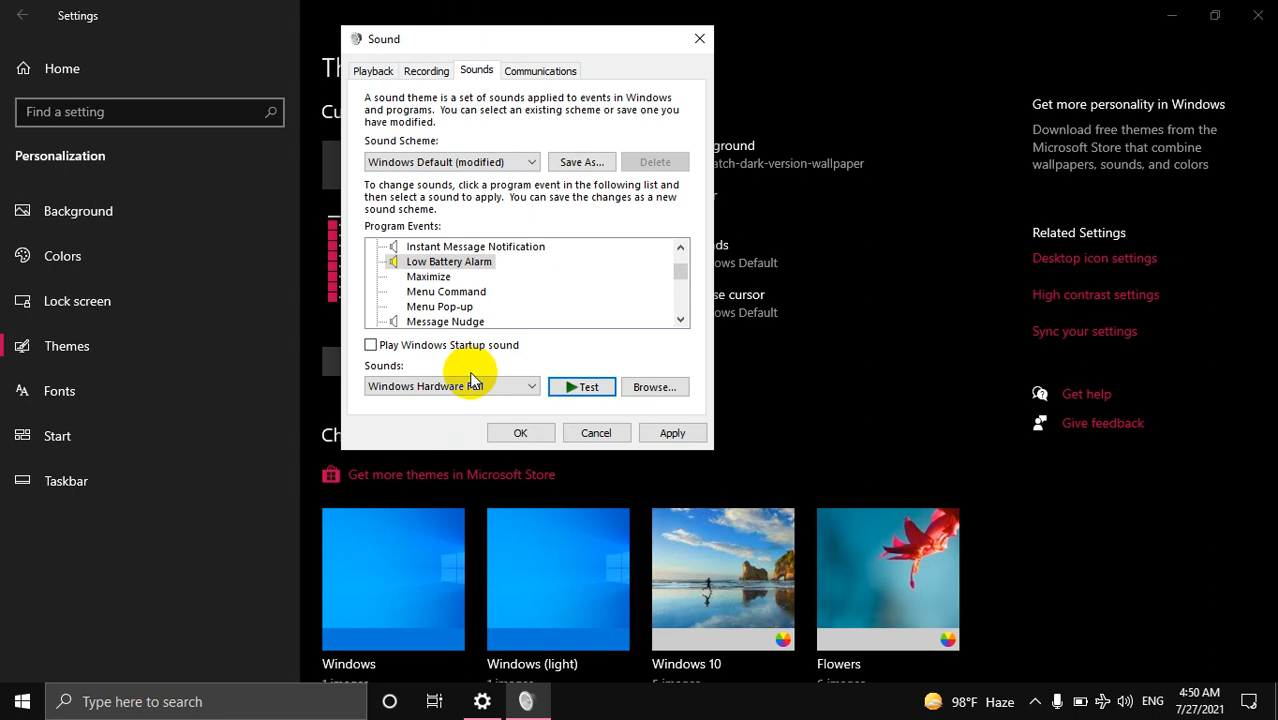 Settings
Home
Find a setting
Personalization
Background
Colors
Lock screen
Themes
Fonts
Start
Taskbar
Sound
Playback
Recording
Sounds
Communications
A sound theme is a set of sounds applied to events in Windows
and programs. You can select an existing scheme or save one you
have modified.
Sound Scheme:
Windows Default (modified)
Save As...
Delete
To change sounds, click a program event in the following list and
then select a sound to apply. You can save the changes as a new
sound scheme.
Program Events:
Instant Message Notification
Low Battery Alarm
Maximize
Menu Command
Menu Pop-up
Message Nudge
Play Windows Startup sound
Sounds:
Windows Hardware
Test
Browse...
OK
Cancel
Apply
Get more themes in Microsoft Store
Windows
Windows (light)
Windows 10
Flowers
Get more personality in Windows
Download free themes from the
Microsoft Store that combine
wallpapers, sounds, and colors
Related Settings
Desktop icon settings
High contrast settings
Sync your settings
Get help
Give feedback
Type here to search
98°F Haze
ENG
4:50 AM
7/27/2021